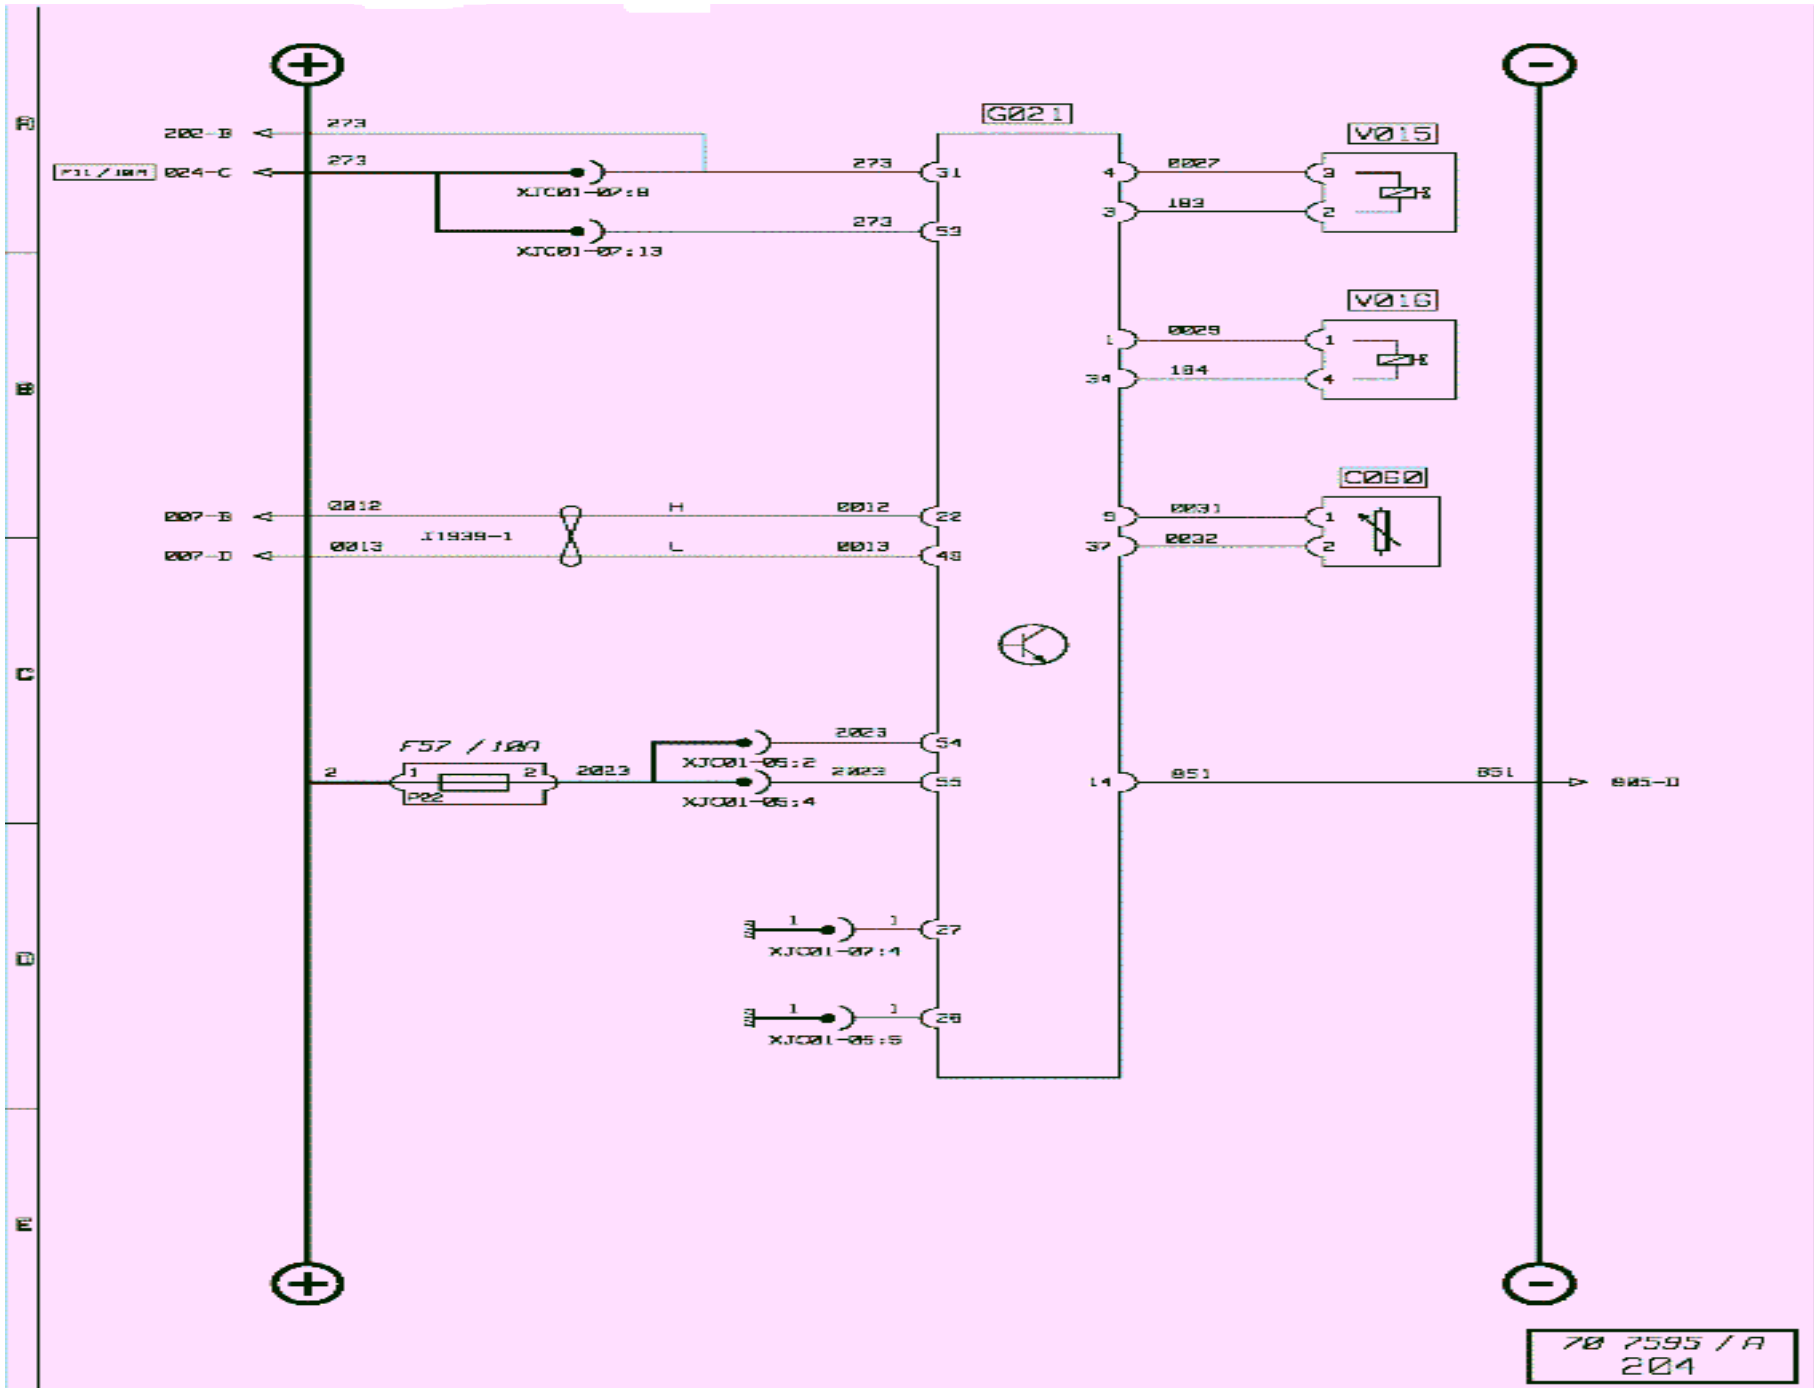 + -
A
G021
V015
202-B 273
F11/10A 024-C 273 273 31 4 0027 3
XJC01-07:8
3 183 2
273 53
XJC01-07:13
V016
1 0029 1
B
34 184 4
C060
007-B 0012 H 0012 22 9 0031 1
J1939-1
007-D 0013 L 0013 49 37 0032 2
C
F57 /10A
2023 54
XJC01-05:2
2 1 2 2023 2023 55 14 851 851 805-D
P02
XJC01-05:4
1 1 27
XJC01-07:4
D
1 1 28
XJC01-05:5
E
+ -
70 7595 / A
204